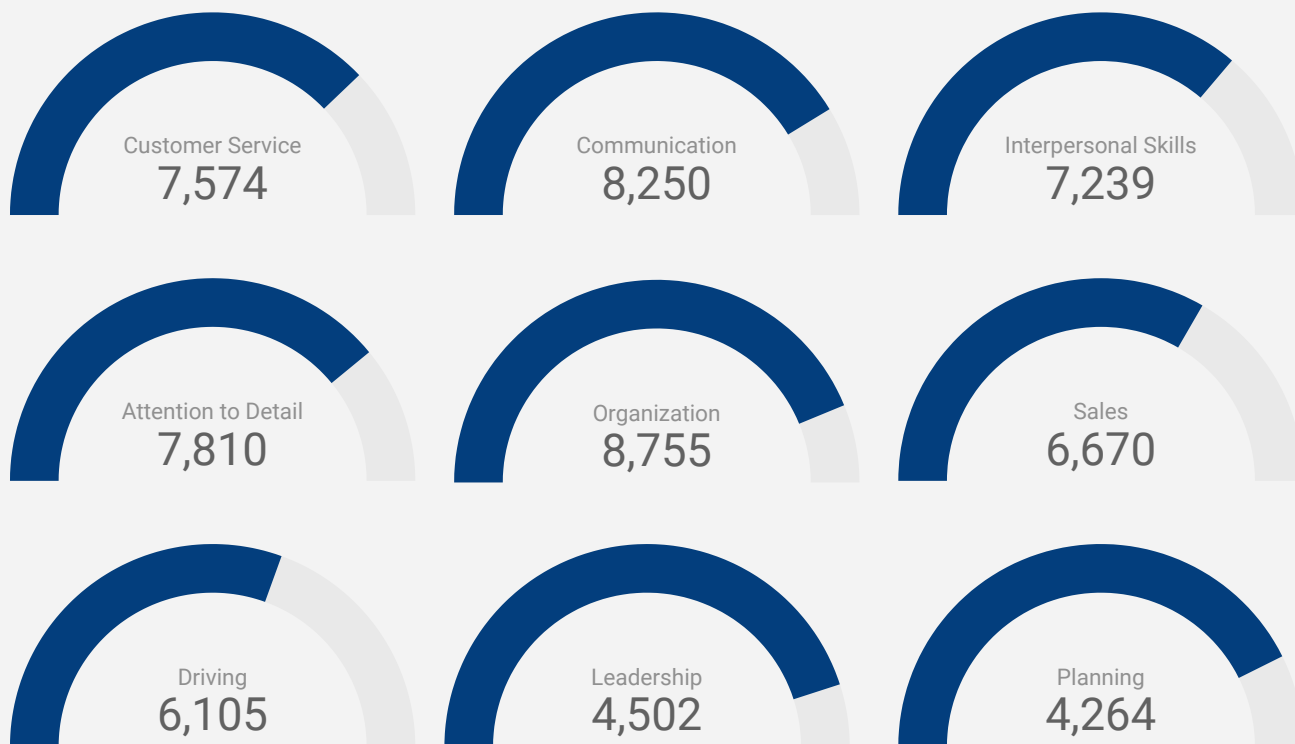 Customer Service
7,574
Communication
8,250
Interpersonal Skills
7,239
Attention to Detail
7,810
Organization
8,755
Sales
6,670
Driving
6,105
Leadership
4,502
Planning
4,264